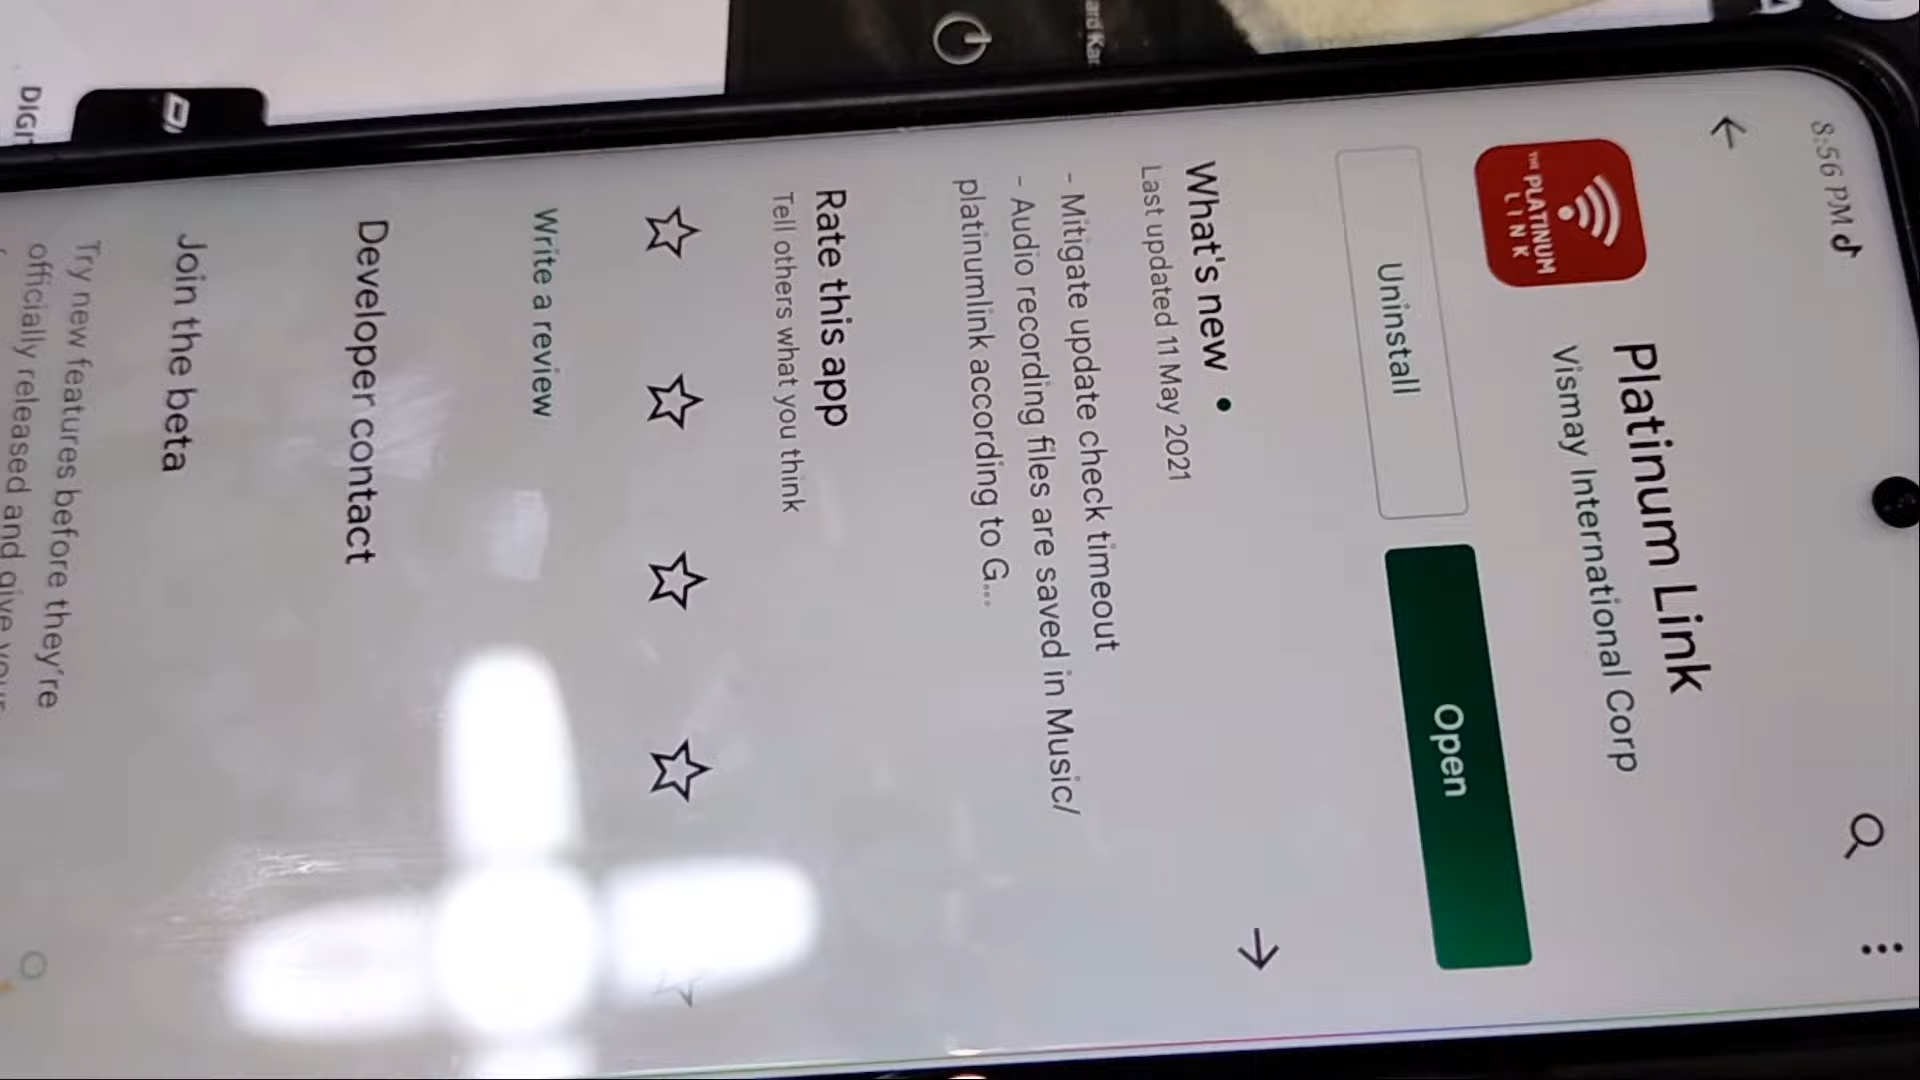 8:56 PM
THE PLATINUM
LINK
Platinum Link
Vismay International Corp
Uninstall
Open
What's new •
Last updated 11 May 2021
- Mitigate update check timeout
- Audio recording files are saved in Music/
platinumlink according to G...
Rate this app
Tell others what you think
Write a review
Developer contact
Join the beta
Try new features before they're
officially released and give your